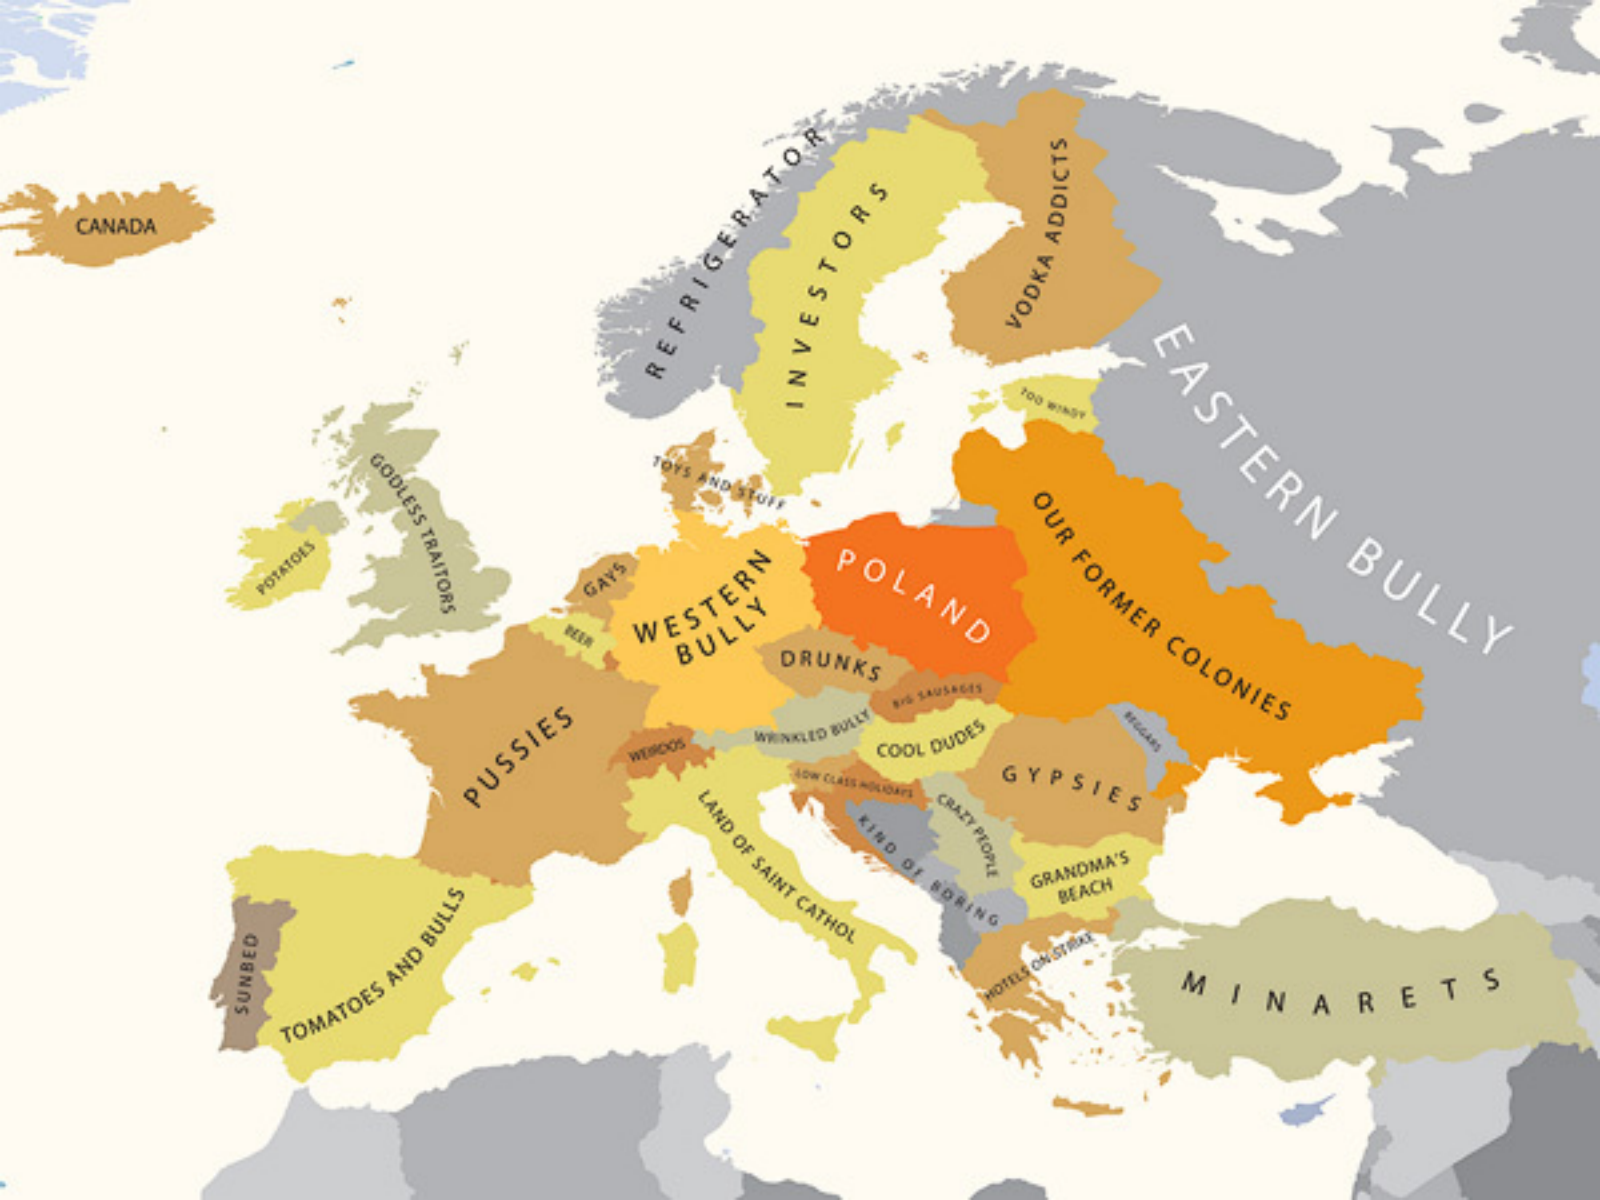 CANADA
REFRIGERATOR
INVESTORS
VODKA ADDICTS
EASTERN BULLY
TOO WINDY
GODLESS TRAITORS
POTATOES
TOYS AND STUFF
OUR FORMER COLONIES
POLAND
WESTERN
BULLY
GAYS
BEER
DRUNKS
BIG SAUSAGES
PUSSIES
WEIRDOS
WRINKLED BULLY
COOL DUDES
BEGGARS
LOW CLASS HOLIDAYS
GYPSIES
LAND OF SAINT CATHOL
KIND OF BORING
CRAZY PEOPLE
GRANDMA'S
BEACH
SUNBED
TOMATOES AND BULLS
HOTELS ON STRIKE
MINARETS